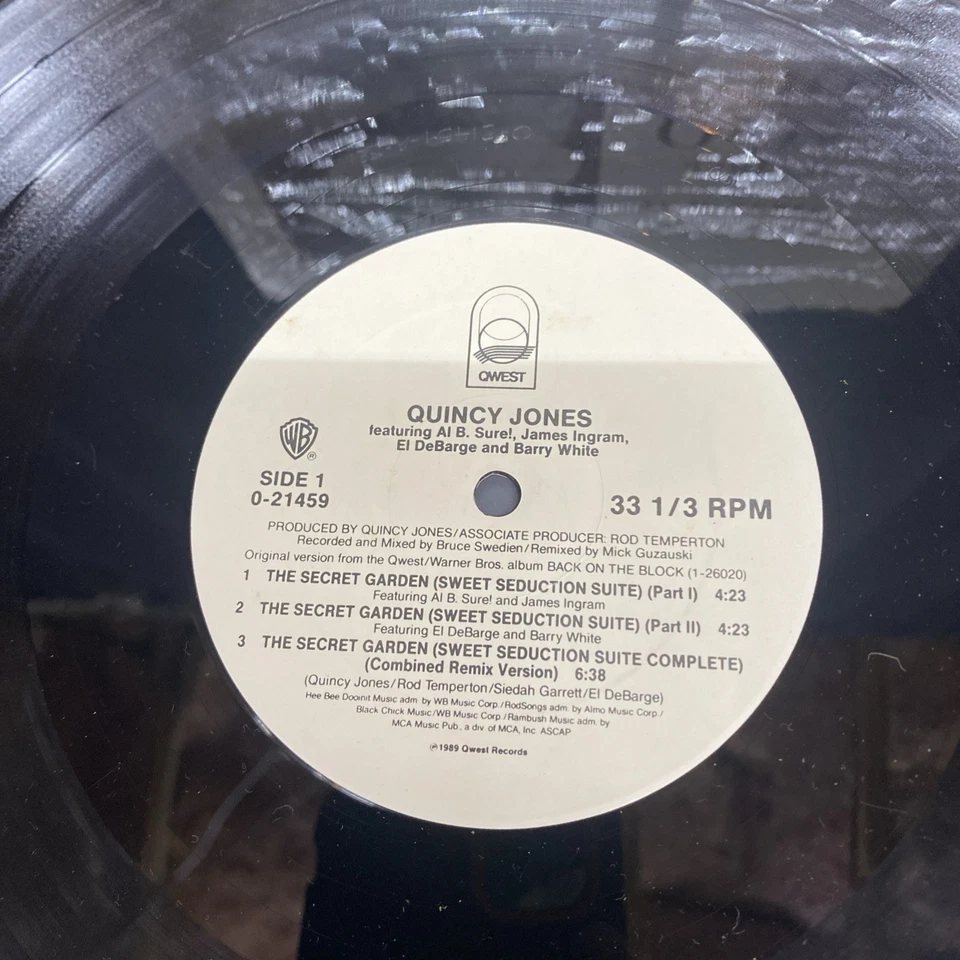 QWEST
QUINCY JONES
featuring Al B. Sure!, James Ingram,
El DeBarge and Barry White
WB
®
SIDE 1
0-21459
33 1/3 RPM
PRODUCED BY QUINCY JONES/ASSOCIATE PRODUCER: ROD TEMPERTON
Recorded and Mixed by Bruce Swedien/Remixed by Mick Guzauski
Original version from the Qwest/Warner Bros. album BACK ON THE BLOCK (1-26020)
1 THE SECRET GARDEN (SWEET SEDUCTION SUITE) (Part I) 4:23
Featuring Al B. Sure! and James Ingram
2 THE SECRET GARDEN (SWEET SEDUCTION SUITE) (Part II) 4:23
Featuring El DeBarge and Barry White
3 THE SECRET GARDEN (SWEET SEDUCTION SUITE COMPLETE)
(Combined Remix Version) 6:38
(Quincy Jones/Rod Temperton/Siedah Garrett/El DeBarge)
Hee Bee Dooinit Music adm. by WB Music Corp./RodSongs adm. by Almo Music Corp./
Black Chick Music/WB Music Corp./Rambush Music adm. by
MCA Music Pub., a div. of MCA, Inc. ASCAP
℗1989 Qwest Records